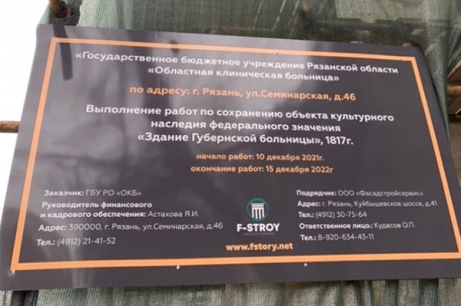 «Государственное бюджетное учреждение Рязанской области
«Областная клиническая больница»
по адресу: г. Рязань, ул.Семинарская, д.46
Выполнение работ по сохранению объекта культурного
наследия федерального значения
«Здание Губернской больницы», 1817г.
начало работ: 10 декабря 2021г.
окончание работ: 15 декабря 2022г
Заказчик: ГБУ РО «ОКБ»
Руководитель финансового
и кадрового обеспечения: Астахова Я.И.
Адрес: 390000, г. Рязань, ул.Семинарская, д.46
Тел.: (4912) 21-41-52
F-STROY
www.fstory.net
Подрядчик: ООО «Фасадстройсервис»
Адрес: г. Рязань, Куйбышевское шоссе, д.41
Тел.: (4912) 30-75-64
Ответственное лицо: Кудасов О.П.
Тел.: 8-920-634-43-11